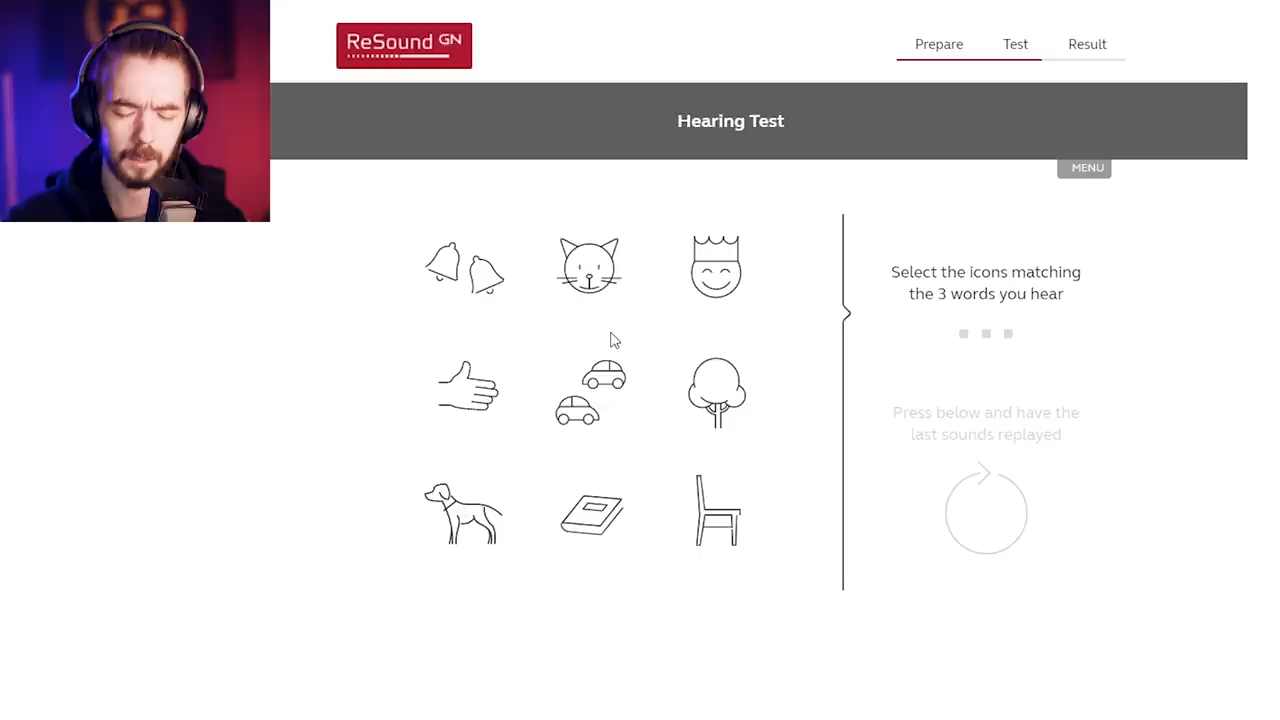 ReSound GN
Prepare
Test
Result
Hearing Test
MENU
Select the icons matching
the 3 words you hear
Press below and have the
last sounds replayed